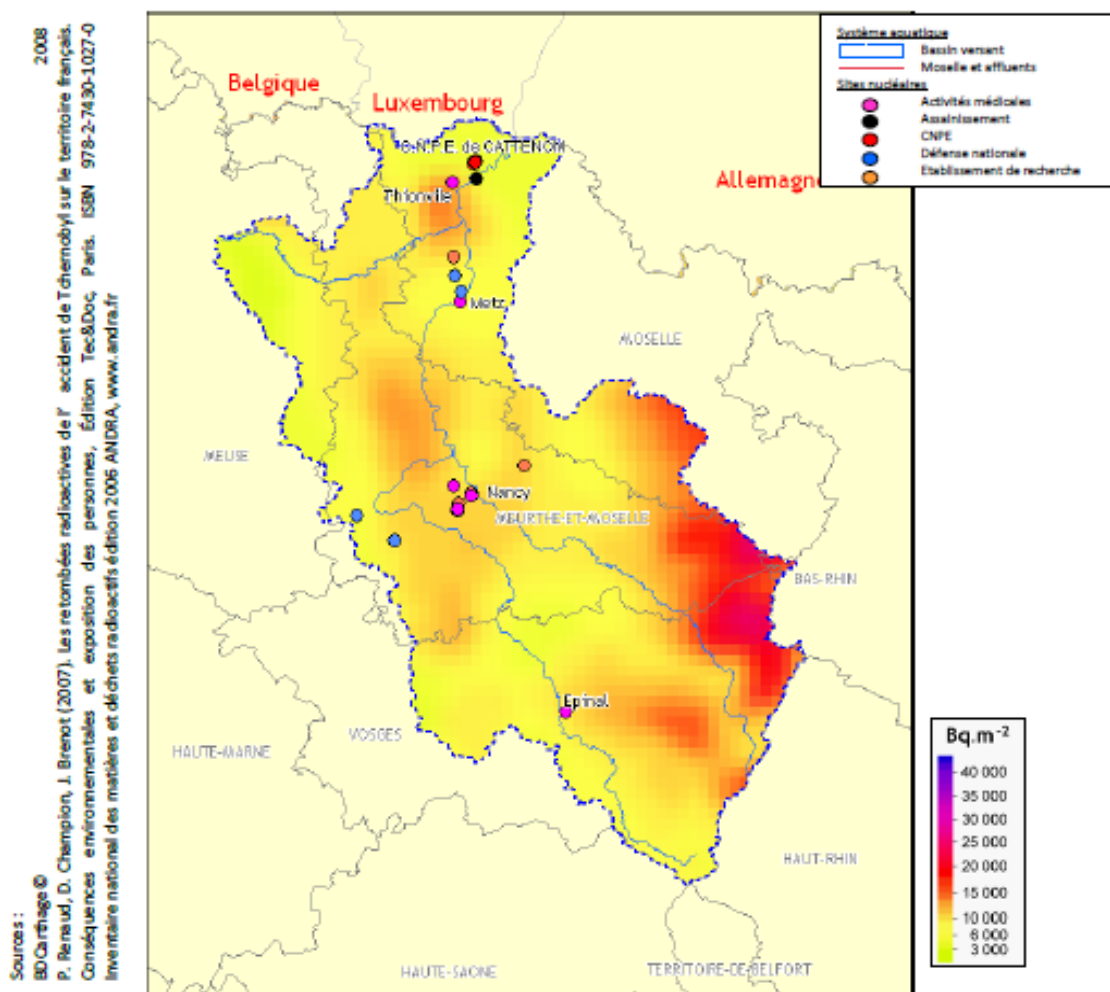 Sources :
BDCarthage© 2008
P. Renaud, D. Champion, J. Brenot (2007). Les retombées radioactives de l' accident de Tchernobyl sur le territoire français.
Conséquences environnementales et exposition des personnes, Édition Tec&Doc, Paris. ISBN 978-2-7430-1027-0
Inventaire national des matières et déchets radioactifs édition 2006 ANDRA, www.andra.fr
Système aquatique
Bassin versant
Moselle et affluents
Sites nucléaires
Activités médicales
Assainissement
CNPE
Défense nationale
Etablissement de recherche
Belgique
Luxembourg
Allemagne
C.N.P.E. de CATTENOM
Thionville
Metz
MOSELLE
MEUSE
Nancy
MEURTHE-ET-MOSELLE
BAS-RHIN
Epinal
VOSGES
HAUTE-MARNE
HAUT-RHIN
HAUTE-SAONE
TERRITOIRE-DE-BELFORT
Bq.m-2
40 000
35 000
25 000
20 000
15 000
10 000
6 000
3 000